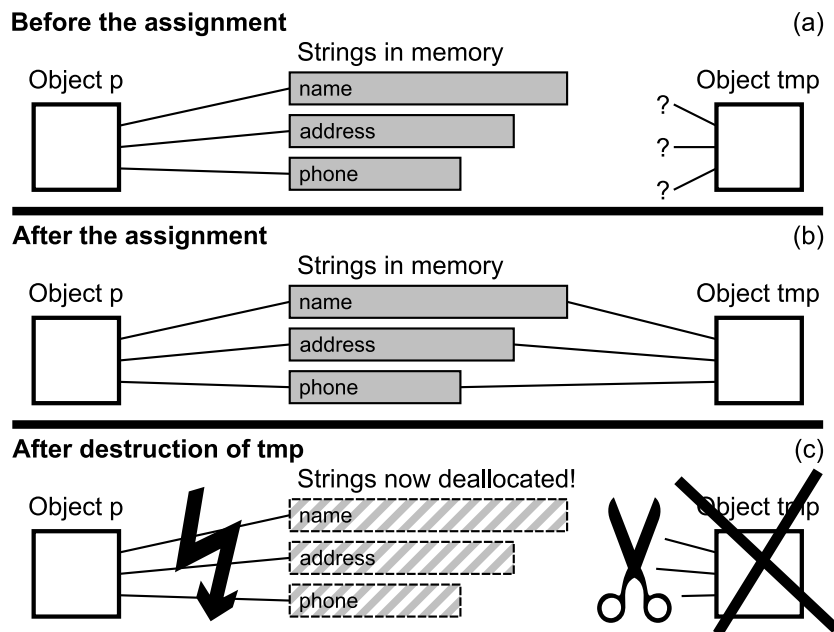 Before the assignment (a)
Strings in memory
Object p
Object tmp
name
address
phone
?
?
?
After the assignment (b)
Strings in memory
Object p
Object tmp
name
address
phone
After destruction of tmp (c)
Strings now deallocated!
Object p
Object tmp
name
address
phone